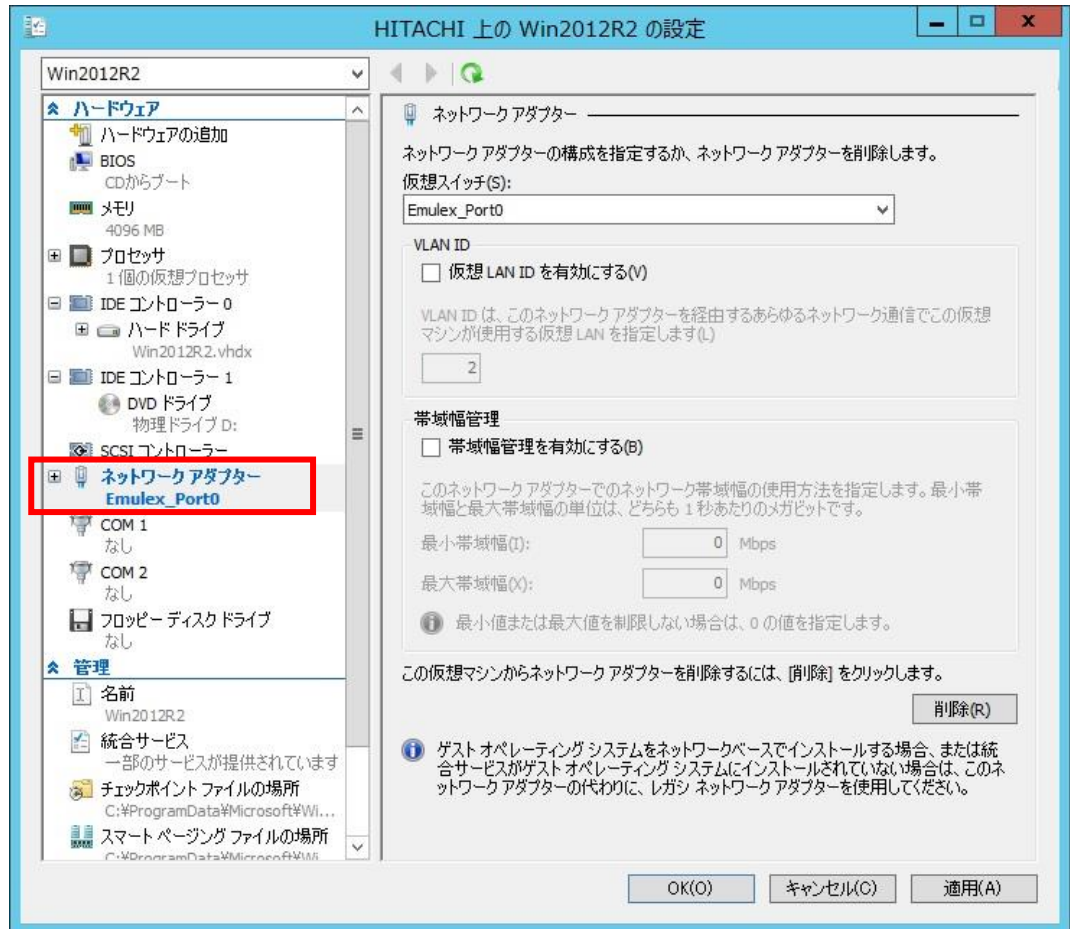 HITACHI 上の Win2012R2 の設定
Win2012R2
ハードウェア
ハードウェアの追加
BIOS
CDからブート
メモリ
4096 MB
プロセッサ
1 個の仮想プロセッサ
IDE コントローラー 0
ハード ドライブ
Win2012R2.vhdx
IDE コントローラー 1
DVD ドライブ
物理ドライブ D:
SCSI コントローラー
ネットワーク アダプター
Emulex_Port0
COM 1
なし
COM 2
なし
フロッピー ディスク ドライブ
なし
管理
名前
Win2012R2
統合サービス
一部のサービスが提供されています
チェックポイント ファイルの場所
C:¥ProgramData¥Microsoft¥Wi...
スマート ページング ファイルの場所
C:¥ProgramData¥Microsoft¥Wi
ネットワーク アダプター
ネットワーク アダプターの構成を指定するか、ネットワーク アダプターを削除します。
仮想スイッチ(S):
Emulex_Port0
VLAN ID
仮想 LAN ID を有効にする(V)
VLAN ID は、このネットワーク アダプターを経由するあらゆるネットワーク通信でこの仮想
マシンが使用する仮想 LAN を指定します(L)
2
帯域幅管理
帯域幅管理を有効にする(B)
このネットワーク アダプターでのネットワーク帯域幅の使用方法を指定します。最小帯
域幅と最大帯域幅の単位は、どちらも 1 秒あたりのメガビットです。
最小帯域幅(I): 0 Mbps
最大帯域幅(X): 0 Mbps
最小値または最大値を制限しない場合は、0 の値を指定します。
この仮想マシンからネットワーク アダプターを削除するには、[削除] をクリックします。
削除(R)
ゲスト オペレーティング システムをネットワークベースでインストールする場合、または統
合サービスがゲスト オペレーティング システムにインストールされていない場合は、このネ
ットワーク アダプターの代わりに、レガシ ネットワーク アダプターを使用してください。
OK(O) キャンセル(C) 適用(A)